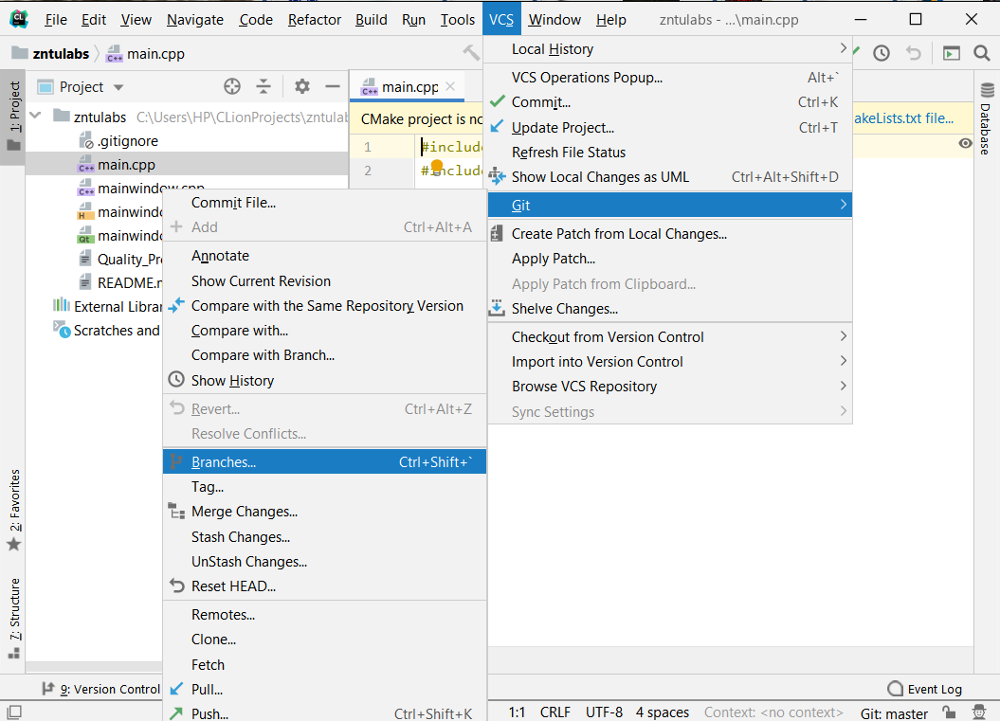 File Edit View Navigate Code Refactor Build Run Tools VCS Window Help zntulabs - ...\main.cpp
zntulabs main.cpp
1: Project
2: Favorites
7: Structure
Project
zntulabs C:\Users\HP\CLionProjects\zntulab
.gitignore
main.cpp
mainwindow.cpp
mainwindo
mainwindo
Quality_Pr
README.m
External Librar
Scratches and
main.cpp
CMake project is no
akeLists.txt file...
1 #include
2 #include
Database
Local History
VCS Operations Popup... Alt+`
Commit... Ctrl+K
Update Project... Ctrl+T
Refresh File Status
Show Local Changes as UML Ctrl+Alt+Shift+D
Git
Create Patch from Local Changes...
Apply Patch...
Apply Patch from Clipboard...
Shelve Changes...
Checkout from Version Control
Import into Version Control
Browse VCS Repository
Sync Settings
Commit File...
Add Ctrl+Alt+A
Annotate
Show Current Revision
Compare with the Same Repository Version
Compare with...
Compare with Branch...
Show History
Revert... Ctrl+Alt+Z
Resolve Conflicts...
Branches... Ctrl+Shift+`
Tag...
Merge Changes...
Stash Changes...
UnStash Changes...
Reset HEAD...
Remotes...
Clone...
Fetch
Pull...
Push... Ctrl+Shift+K
9: Version Control
Event Log
1:1 CRLF UTF-8 4 spaces Context: <no context> Git: master